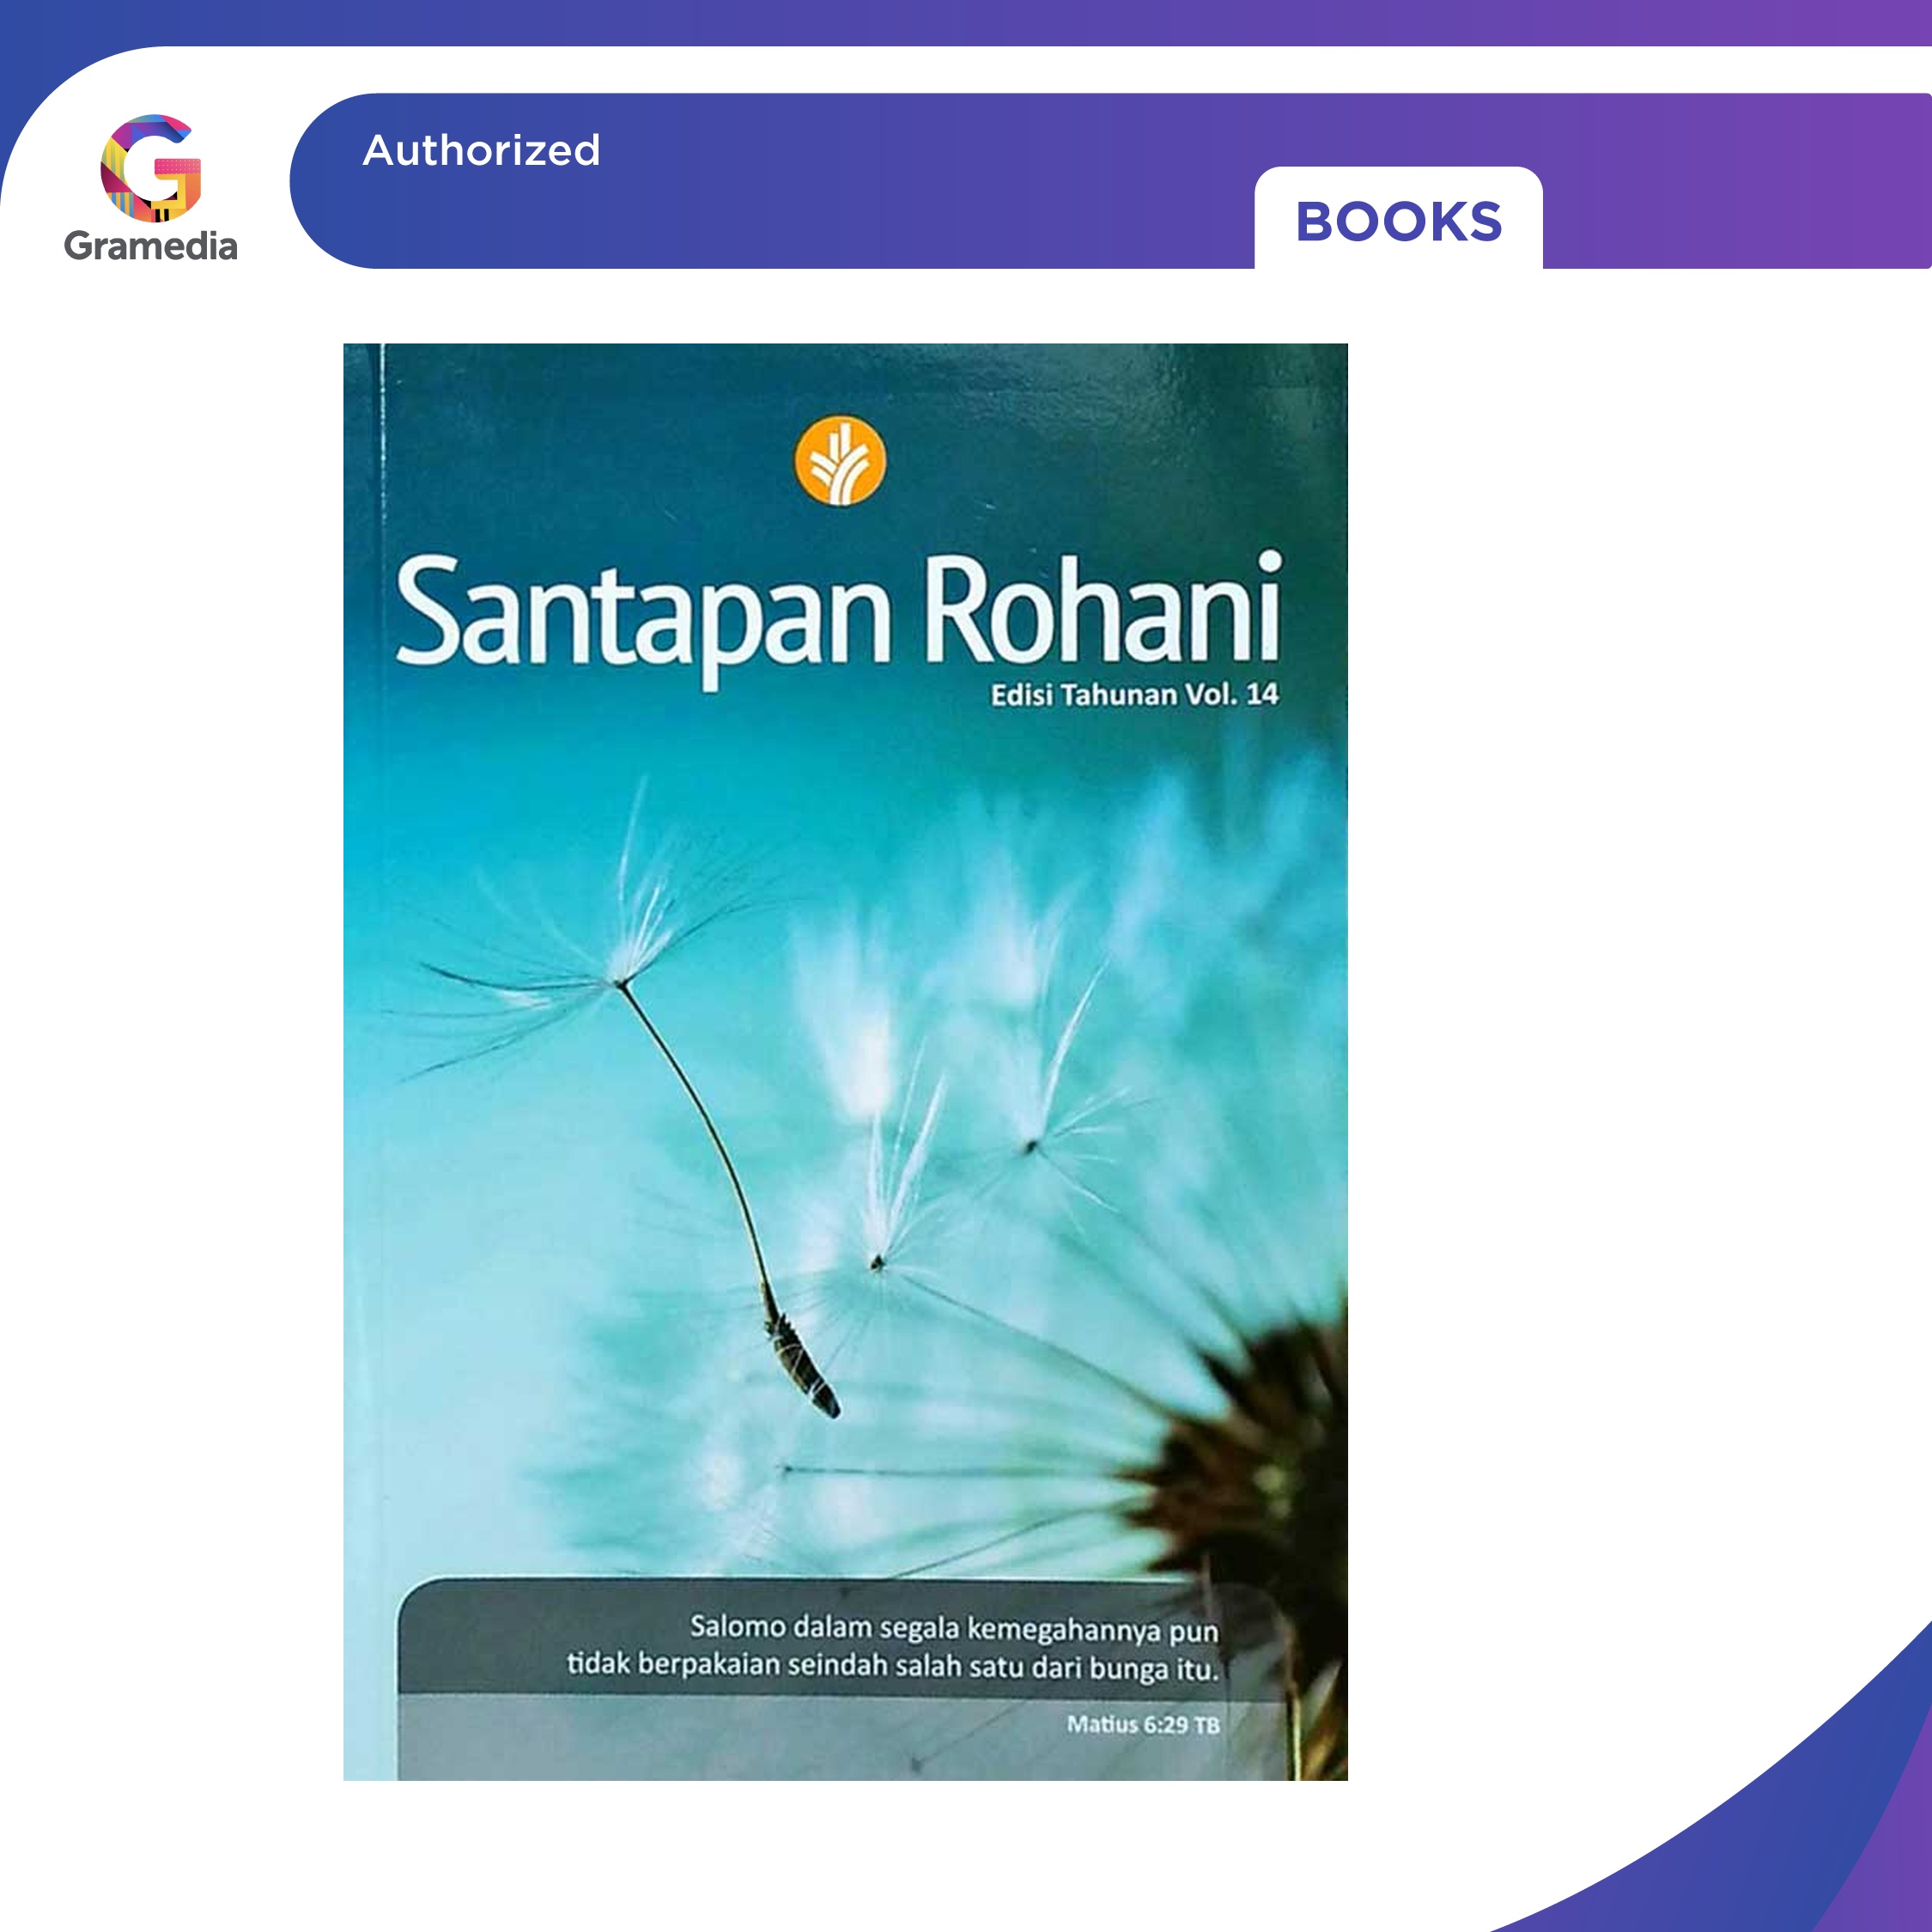 Gramedia
Authorized
BOOKS
Santapan Rohani
Edisi Tahunan Vol. 14
Salomo dalam segala kemegahannya pun
tidak berpakaian seindah salah satu dari bunga itu.
Matius 6:29 TB